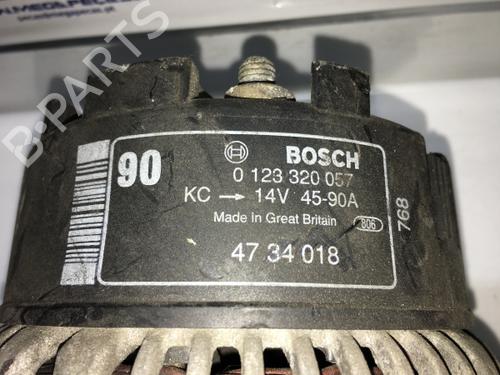 90
BOSCH
0 123 320 057
KC → 14V 45-90A
Made in Great Britain
806
768
47 34 018
B-PARTS